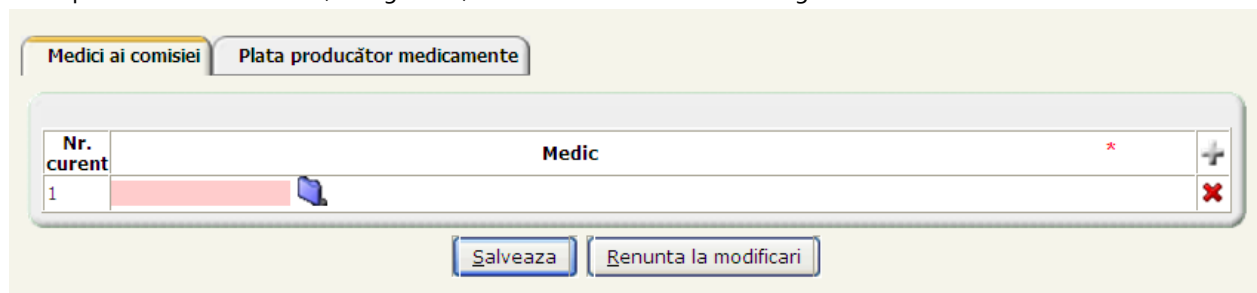 Medici ai comisiei Plata producător medicamente
Nr. curent Medic *
1
Salveaza Renunta la modificari